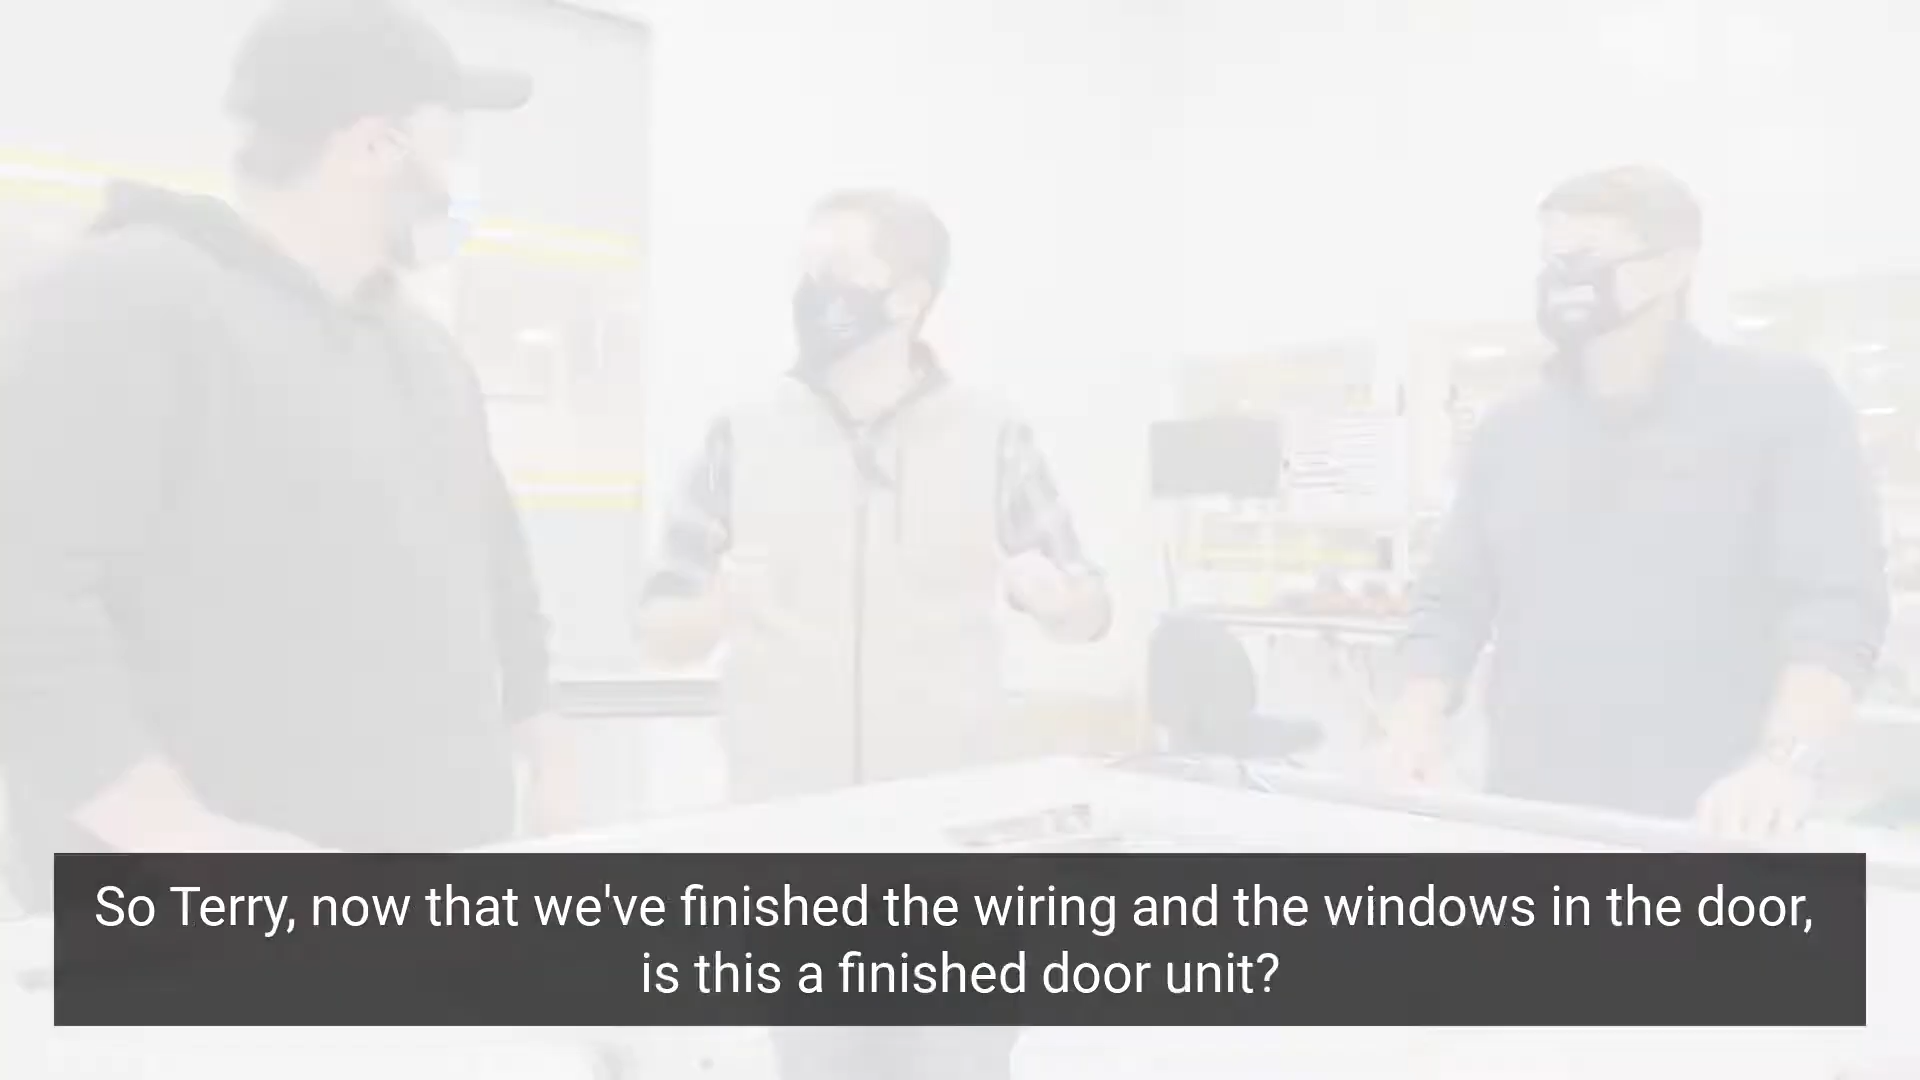 So Terry, now that we've finished the wiring and the windows in the door,
is this a finished door unit?